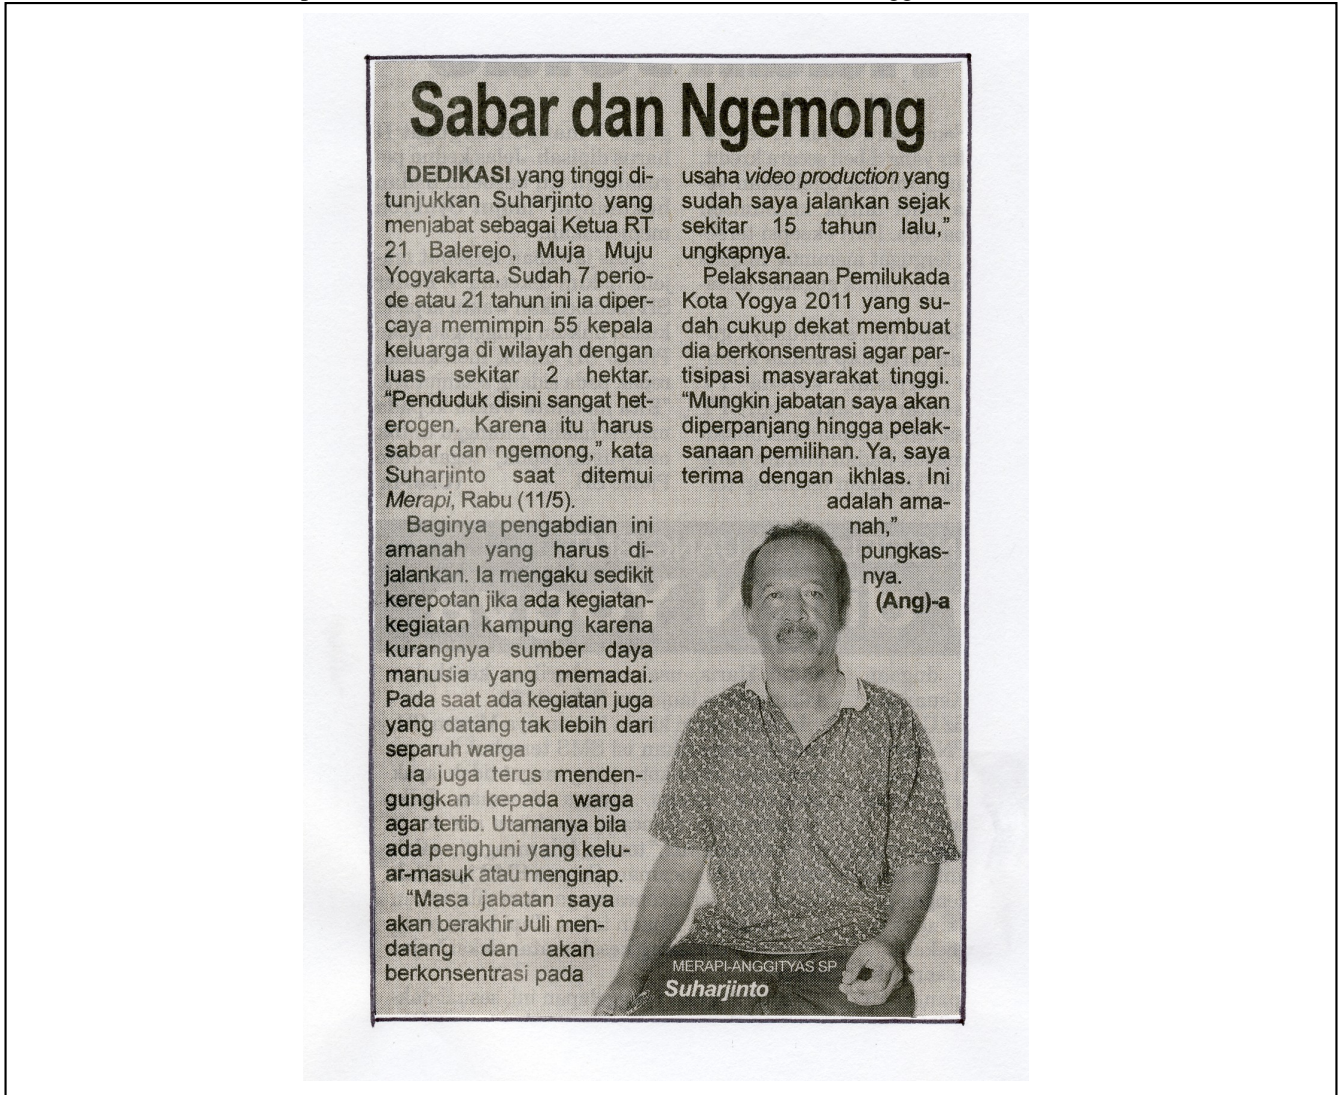 Sabar dan Ngemong
DEDIKASI yang tinggi di-
tunjukkan Suharjinto yang
menjabat sebagai Ketua RT
21 Balerejo, Muja Muju
Yogyakarta. Sudah 7 perio-
de atau 21 tahun ini ia diper-
caya memimpin 55 kepala
keluarga di wilayah dengan
luas sekitar 2 hektar.
“Penduduk disini sangat het-
erogen. Karena itu harus
sabar dan ngemong,” kata
Suharjinto saat ditemui
Merapi, Rabu (11/5).
Baginya pengabdian ini
amanah yang harus di-
jalankan. Ia mengaku sedikit
kerepotan jika ada kegiatan-
kegiatan kampung karena
kurangnya sumber daya
manusia yang memadai.
Pada saat ada kegiatan juga
yang datang tak lebih dari
separuh warga
Ia juga terus menden-
gungkan kepada warga
agar tertib. Utamanya bila
ada penghuni yang kelu-
ar-masuk atau menginap.
“Masa jabatan saya
akan berakhir Juli men-
datang dan akan
berkonsentrasi pada
usaha video production yang
sudah saya jalankan sejak
sekitar 15 tahun lalu,”
ungkapnya.
Pelaksanaan Pemilukada
Kota Yogya 2011 yang su-
dah cukup dekat membuat
dia berkonsentrasi agar par-
tisipasi masyarakat tinggi.
“Mungkin jabatan saya akan
diperpanjang hingga pelak-
sanaan pemilihan. Ya, saya
terima dengan ikhlas. Ini
adalah ama-
nah,”
pungkas-
nya.
(Ang)-a
MERAPI-ANGGITYAS SP
Suharjinto